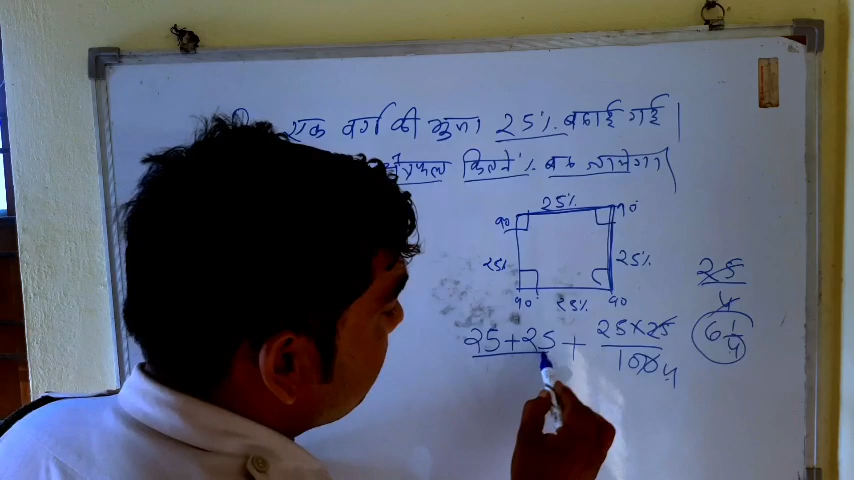 एक वर्ग की भुजा 25% बढाई गई |
क्षेत्रफल कितने % बढ जायेगा |
25%
90 90°
25% 25%
90° 25% 90
25+25 + 25×25
100 4
25
4
6 1/4